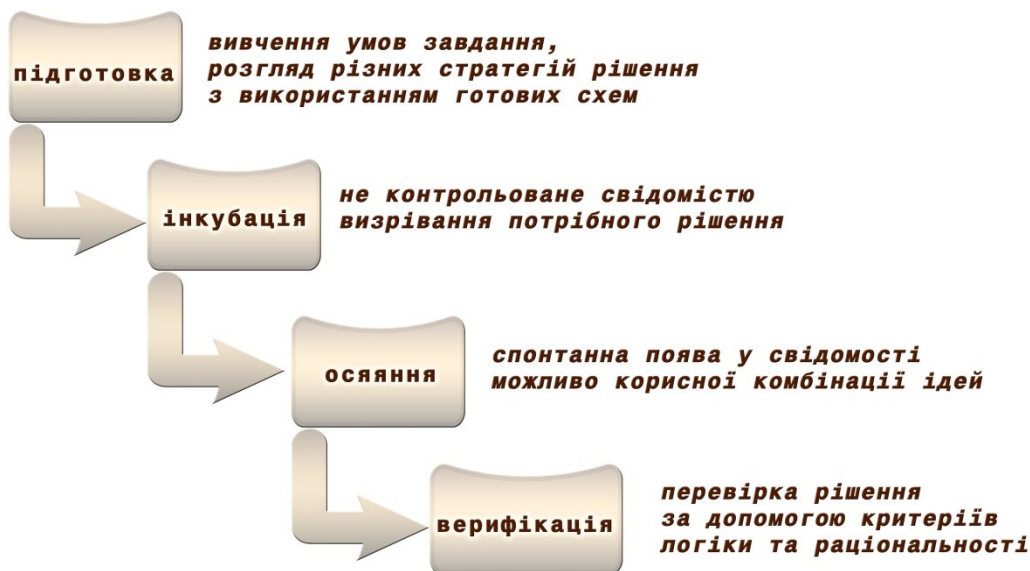 підготовка
вивчення умов завдання,
розгляд різних стратегій рішення
з використанням готових схем
інкубація
не контрольоване свідомістю
визрівання потрібного рішення
осяяння
спонтанна поява у свідомості
можливо корисної комбінації ідей
верифікація
перевірка рішення
за допомогою критеріїв
логіки та раціональності